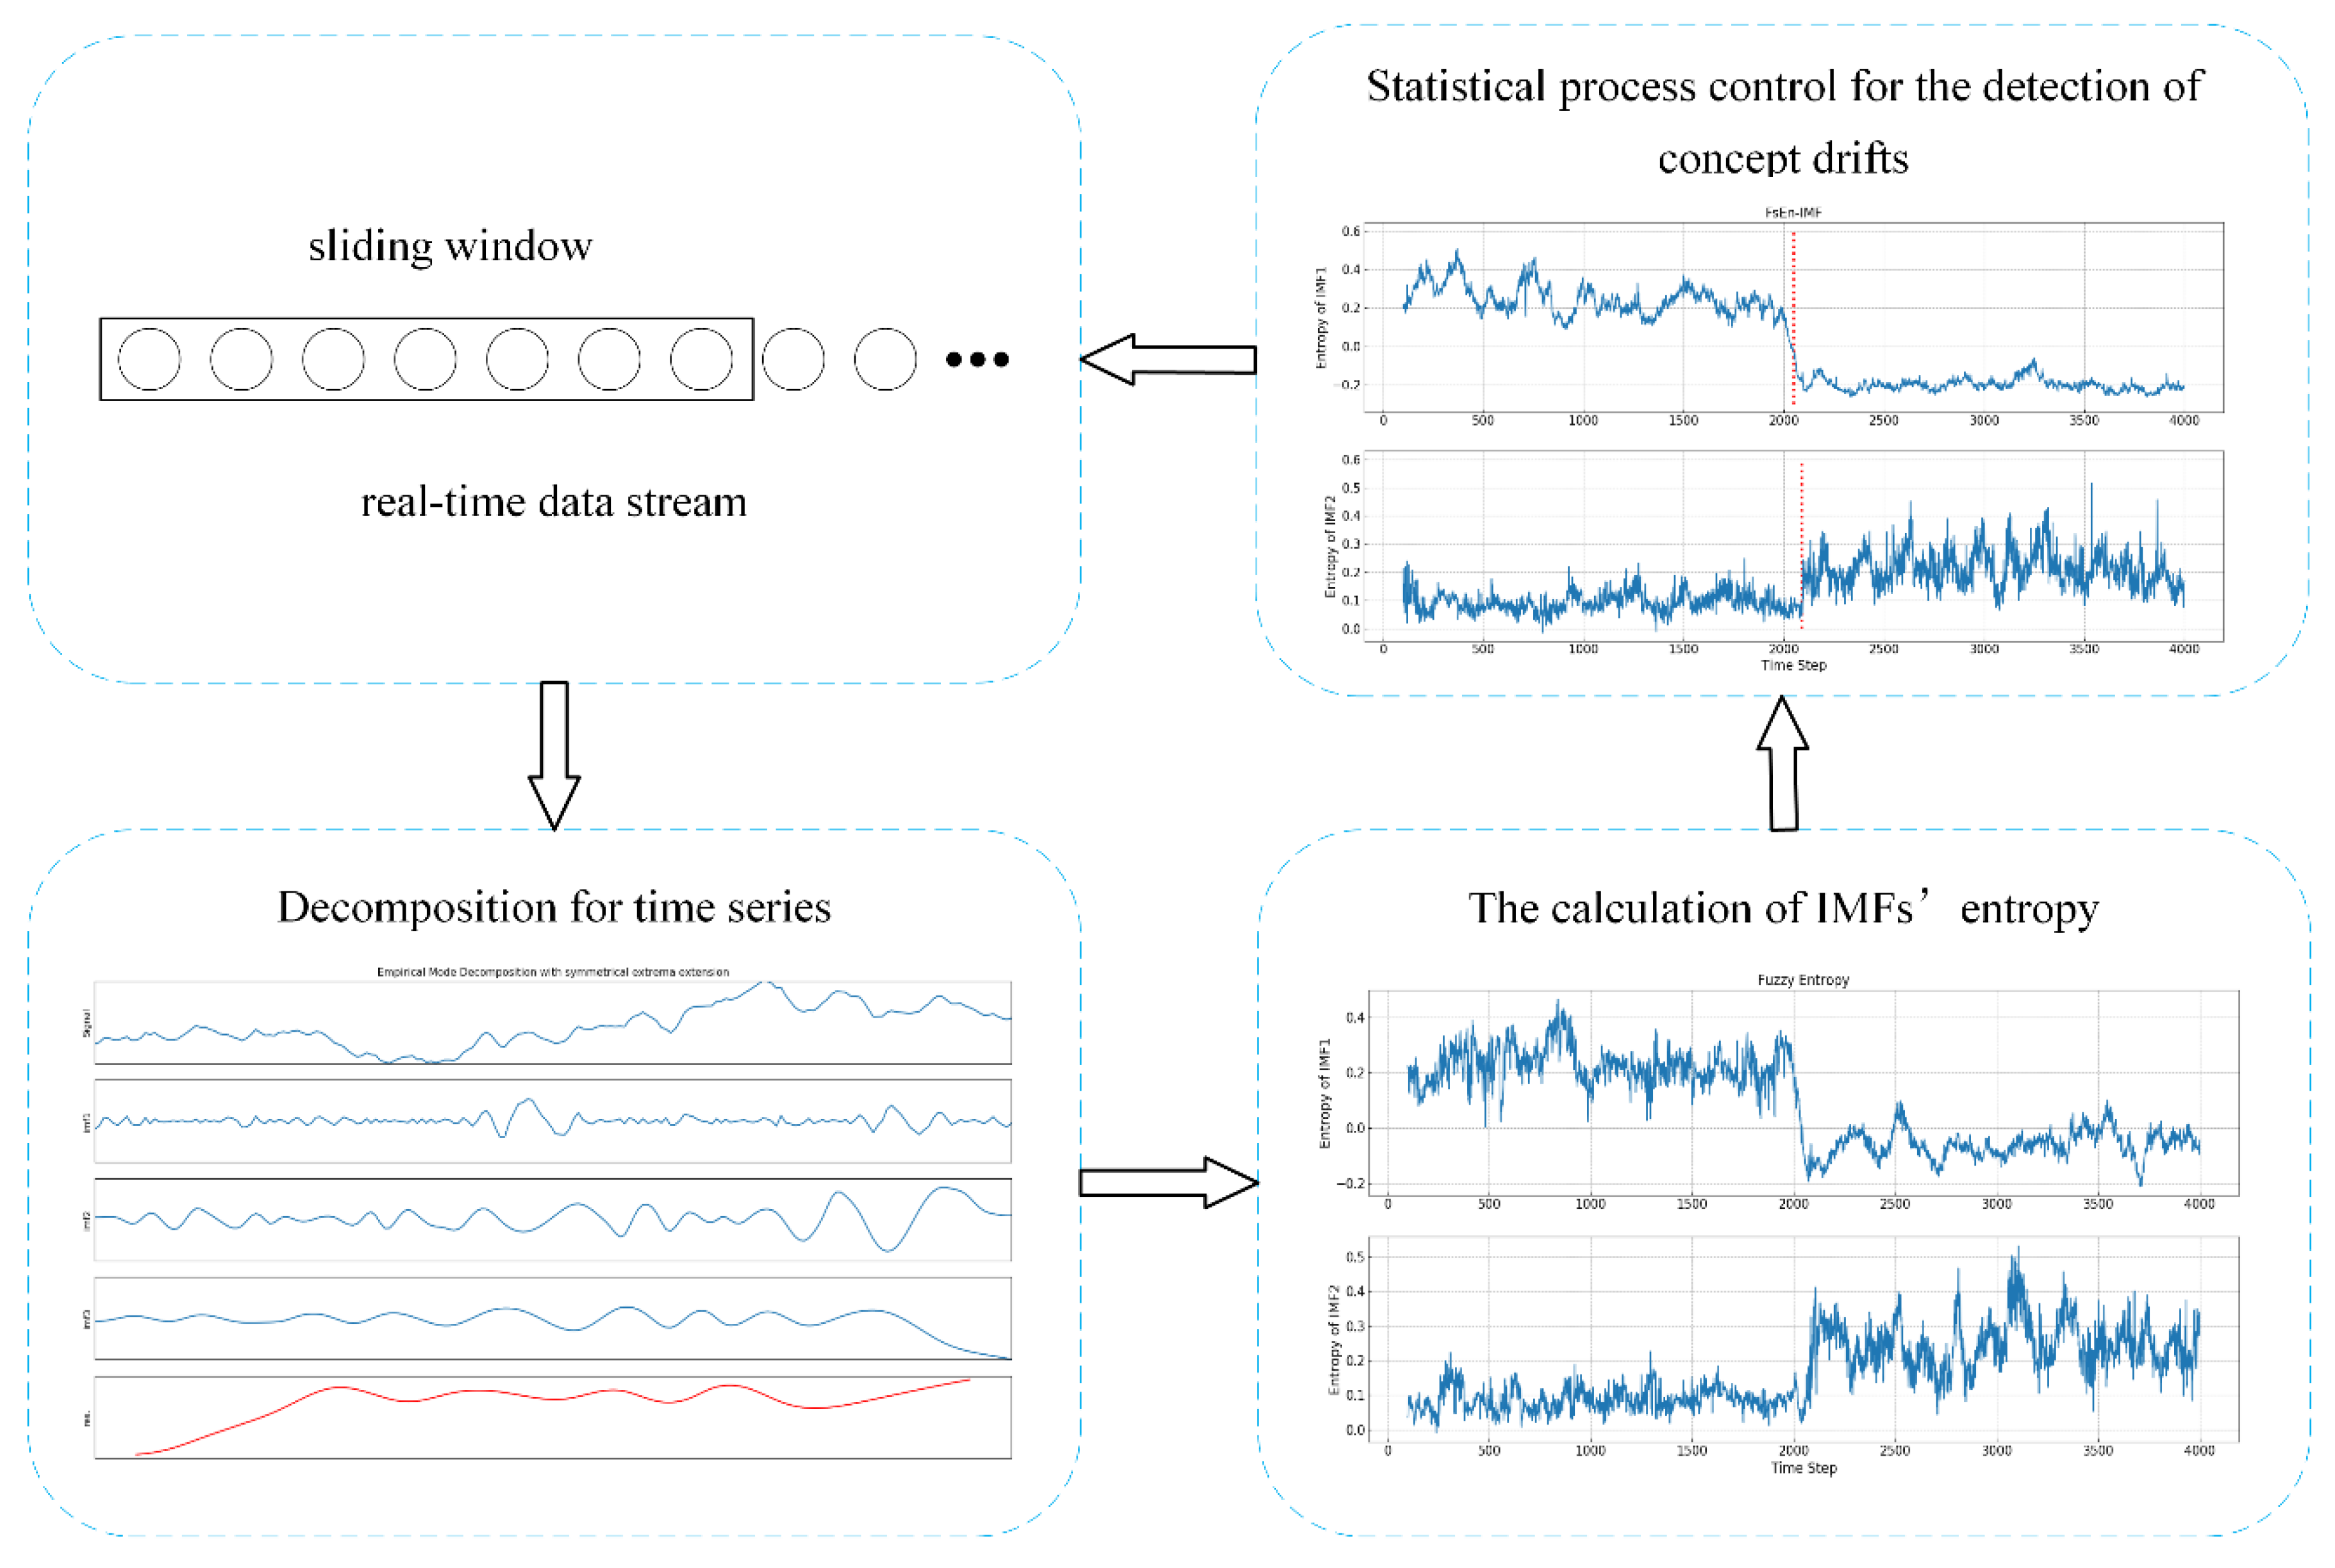 sliding window
real-time data stream
Statistical process control for the detection of
concept drifts
FsEn-IMF
Entropy of IMF1
0.6
0.4
0.2
0.0
−0.2
0 500 1000 1500 2000 2500 3000 3500 4000
Entropy of IMF2
0.6
0.5
0.4
0.3
0.2
0.1
0.0
0 500 1000 1500 2000 2500 3000 3500 4000
Time Step
Decomposition for time series
Empirical Mode Decomposition with symmetrical extrema extension
Signal
imf1
imf2
imf3
res.
The calculation of IMFs’ entropy
Fuzzy Entropy
Entropy of IMF1
0.4
0.2
0.0
−0.2
0 500 1000 1500 2000 2500 3000 3500 4000
Entropy of IMF2
0.5
0.4
0.3
0.2
0.1
0.0
0 500 1000 1500 2000 2500 3000 3500 4000
Time Step